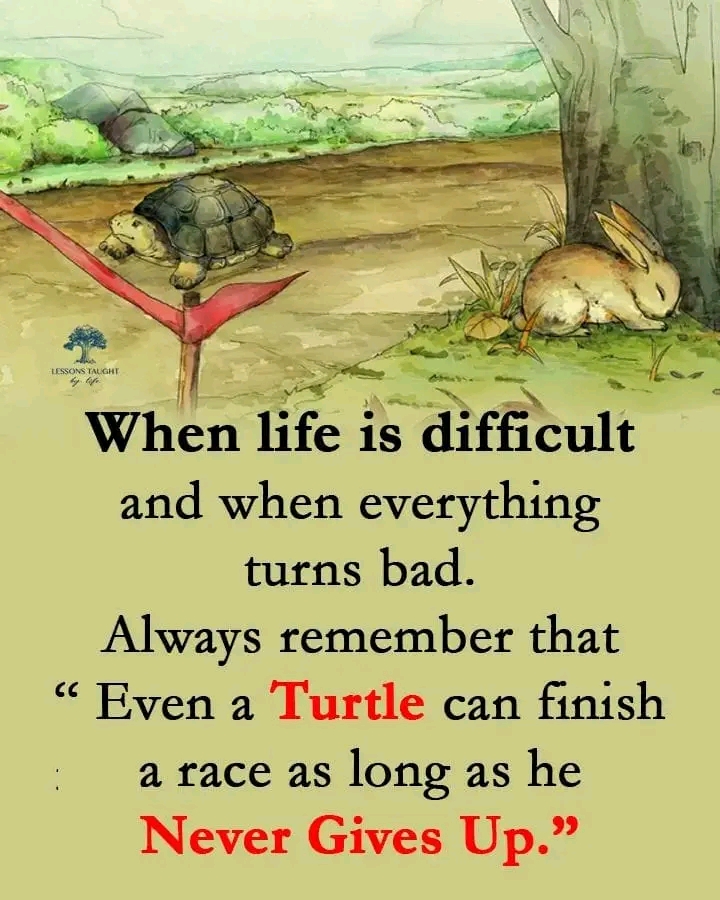 LESSONS TAUGHT
by life
When life is difficult
and when everything
turns bad.
Always remember that
“ Even a Turtle can finish
a race as long as he
Never Gives Up.”